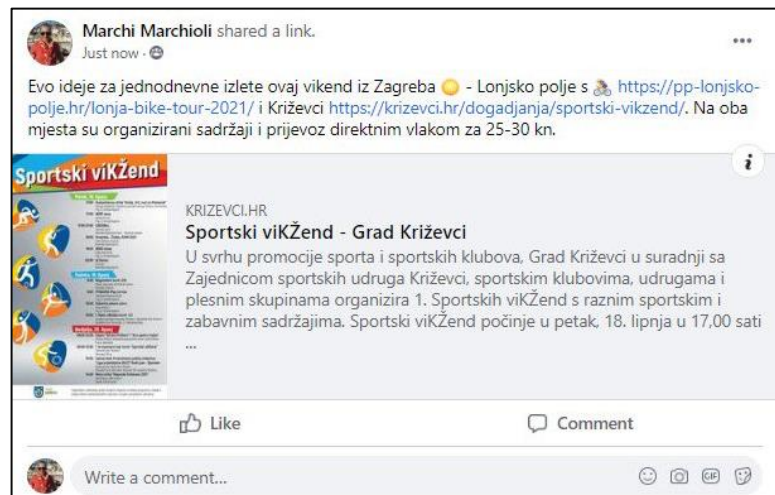 Marchi Marchioli shared a link.
Just now ·
Evo ideje za jednodnevne izlete ovaj vikend iz Zagreba 🌞 - Lonjsko polje s 🚴 https://pp-lonjsko-
polje.hr/lonja-bike-tour-2021/ i Križevci https://krizevci.hr/dogadjanja/sportski-vikzend/. Na oba
mjesta su organizirani sadržaji i prijevoz direktnim vlakom za 25-30 kn.
Sportski viKŽend
KRIZEVCI.HR
Sportski viKŽend - Grad Križevci
U svrhu promocije sporta i sportskih klubova, Grad Križevci u suradnji sa
Zajednicom sportskih udruga Križevci, sportskim klubovima, udrugama i
plesnim skupinama organizira 1. Sportskih viKŽend s raznim sportskim i
zabavnim sadržajima. Sportski viKŽend počinje u petak, 18. lipnja u 17,00 sati
...
Like
Comment
Write a comment...
GIF